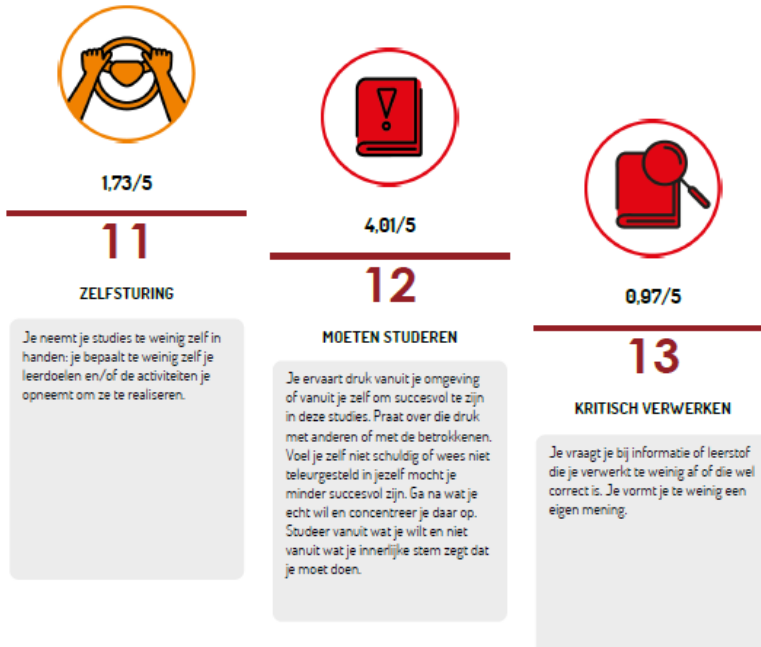 1,73/5
11
ZELFSTURING
Je neemt je studies te weinig zelf in
handen: je bepaalt te weinig zelf je
leerdoelen en/of de activiteiten je
opneemt om ze te realiseren.
4,01/5
12
MOETEN STUDEREN
Je ervaart druk vanuit je omgeving
of vanuit je zelf om succesvol te zijn
in deze studies. Praat over die druk
met anderen of met de betrokkenen.
Voel je zelf niet schuldig of wees niet
teleurgesteld in jezelf mocht je
minder succesvol zijn. Ga na wat je
echt wil en concentreer je daar op.
Studeer vanuit wat je wilt en niet
vanuit wat je innerlijke stem zegt dat
je moet doen.
0,97/5
13
KRITISCH VERWERKEN
Je vraagt je bij informatie of leerstof
die je verwerkt te weinig af of die wel
correct is. Je vormt je te weinig een
eigen mening.